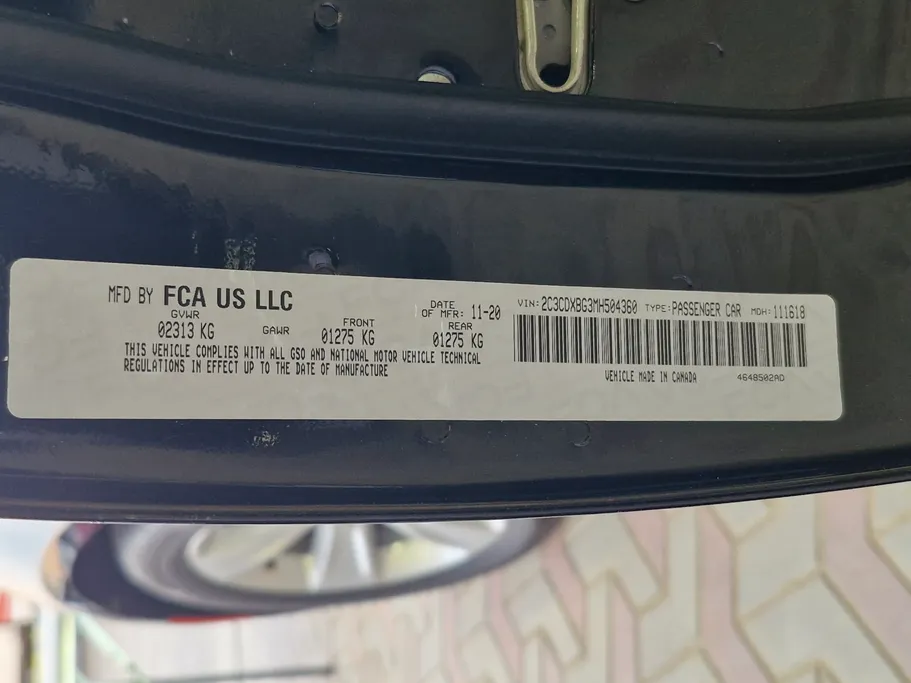 MFD BY FCA US LLC
DATE OF MFR: 11-20
VIN: 2C3CDXBG3MH504360 TYPE: PASSENGER CAR MDH: 111618
GVWR
02313 KG
GAWR
FRONT
01275 KG
REAR
01275 KG
THIS VEHICLE COMPLIES WITH ALL GSO AND NATIONAL MOTOR VEHICLE TECHNICAL
REGULATIONS IN EFFECT UP TO THE DATE OF MANUFACTURE
VEHICLE MADE IN CANADA
4648502AD